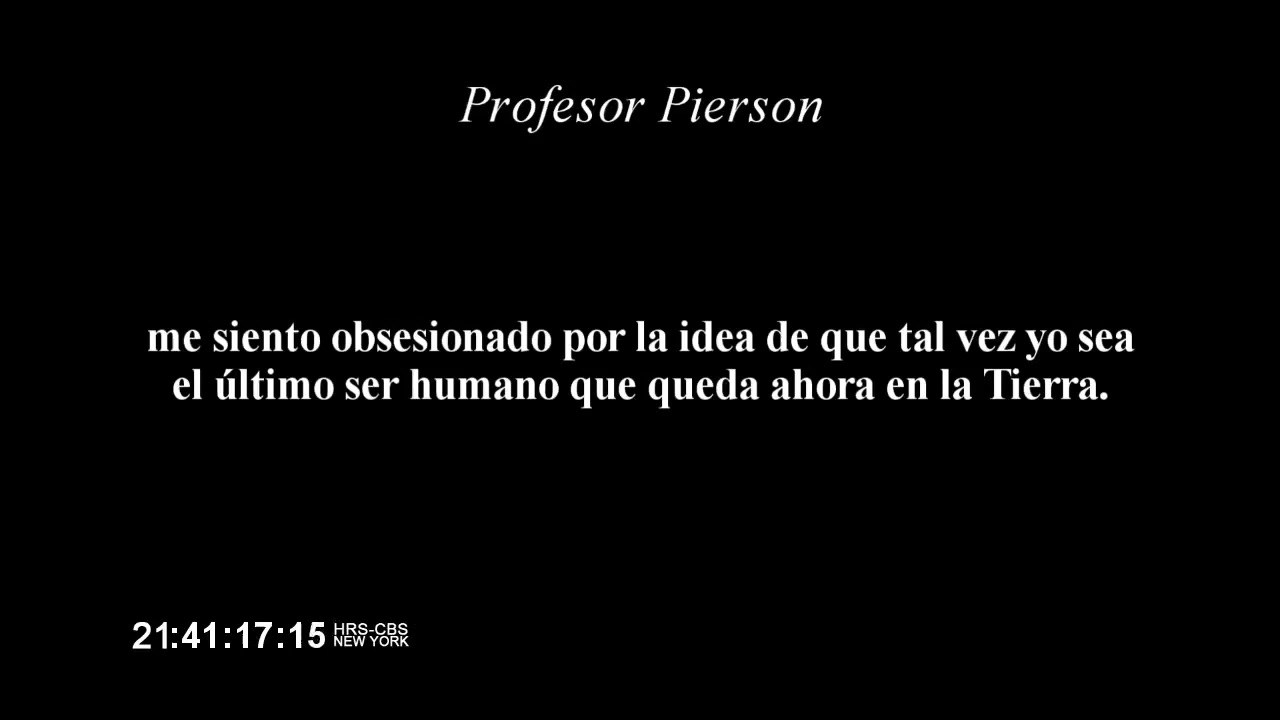 Profesor Pierson
me siento obsesionado por la idea de que tal vez yo sea
el último ser humano que queda ahora en la Tierra.
21:41:17:15 HRS-CBS
NEW YORK